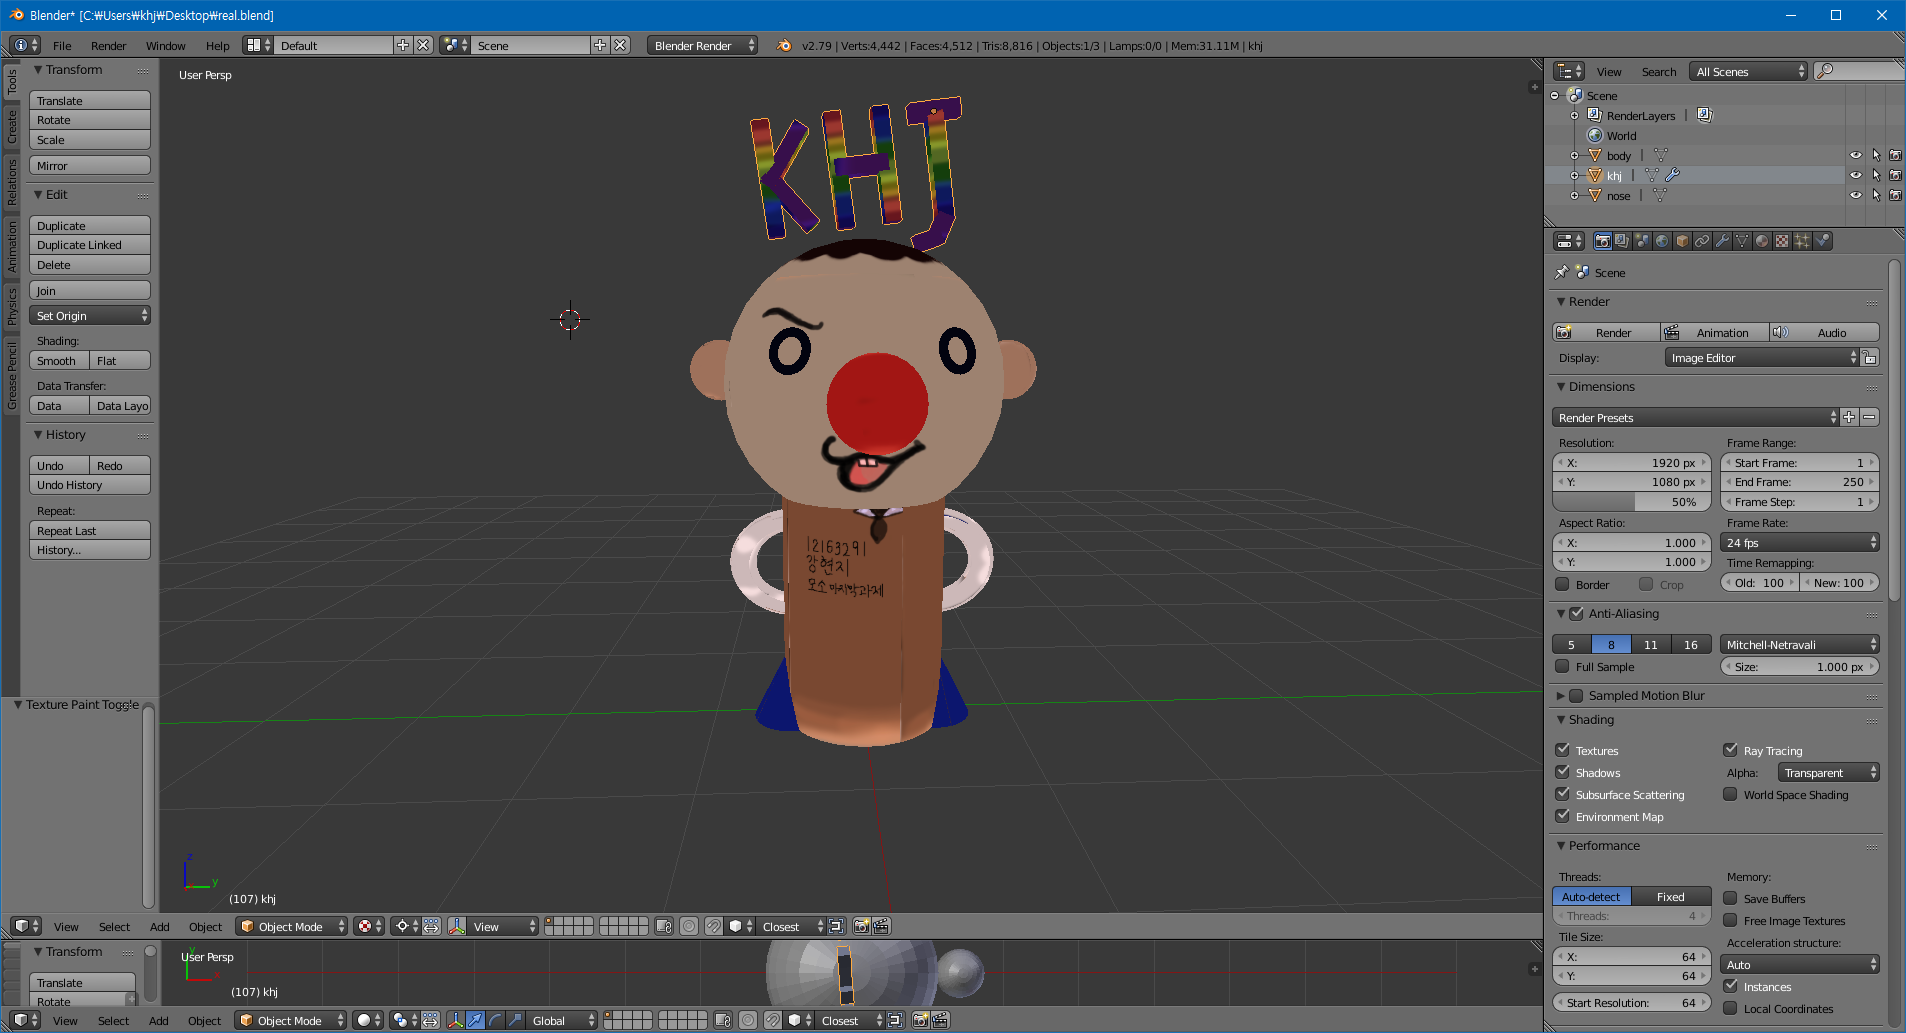 Blender* [C:\Users\khj\Desktop\real.blend]
File Render Window Help Default Scene Blender Render v2.79 | Verts:4,442 | Faces:4,512 | Tris:8,816 | Objects:1/3 | Lamps:0/0 | Mem:31.11M | khj
Tools
Create
Relations
Animation
Physics
Grease Pencil
Transform
Translate
Rotate
Scale
Mirror
Edit
Duplicate
Duplicate Linked
Delete
Join
Set Origin
Shading:
Smooth Flat
Data Transfer:
Data Data Layo
History
Undo Redo
Undo History
Repeat:
Repeat Last
History...
Texture Paint Toggle
User Persp
KHJ
12163291
강현지
모소 마지막과제
z
y
(107) khj
View Select Add Object Object Mode View Closest
Transform
Translate
Rotate
User Persp
y
x
(107) khj
View Select Add Object Object Mode Global Closest
View Search All Scenes
Scene
RenderLayers |
World
body |
khj |
nose |
Scene
Render
Render Animation Audio
Display: Image Editor
Dimensions
Render Presets
Resolution: Frame Range:
X: 1920 px Start Frame: 1
Y: 1080 px End Frame: 250
50% Frame Step: 1
Aspect Ratio: Frame Rate:
X: 1.000 24 fps
Y: 1.000 Time Remapping:
Border Crop Old: 100 New: 100
Anti-Aliasing
5 8 11 16 Mitchell-Netravali
Full Sample Size: 1.000 px
Sampled Motion Blur
Shading
Textures Ray Tracing
Shadows Alpha: Transparent
Subsurface Scattering World Space Shading
Environment Map
Performance
Threads: Memory:
Auto-detect Fixed Save Buffers
Threads: 4 Free Image Textures
Tile Size: Acceleration structure:
X: 64 Auto
Y: 64 Instances
Start Resolution: 64 Local Coordinates